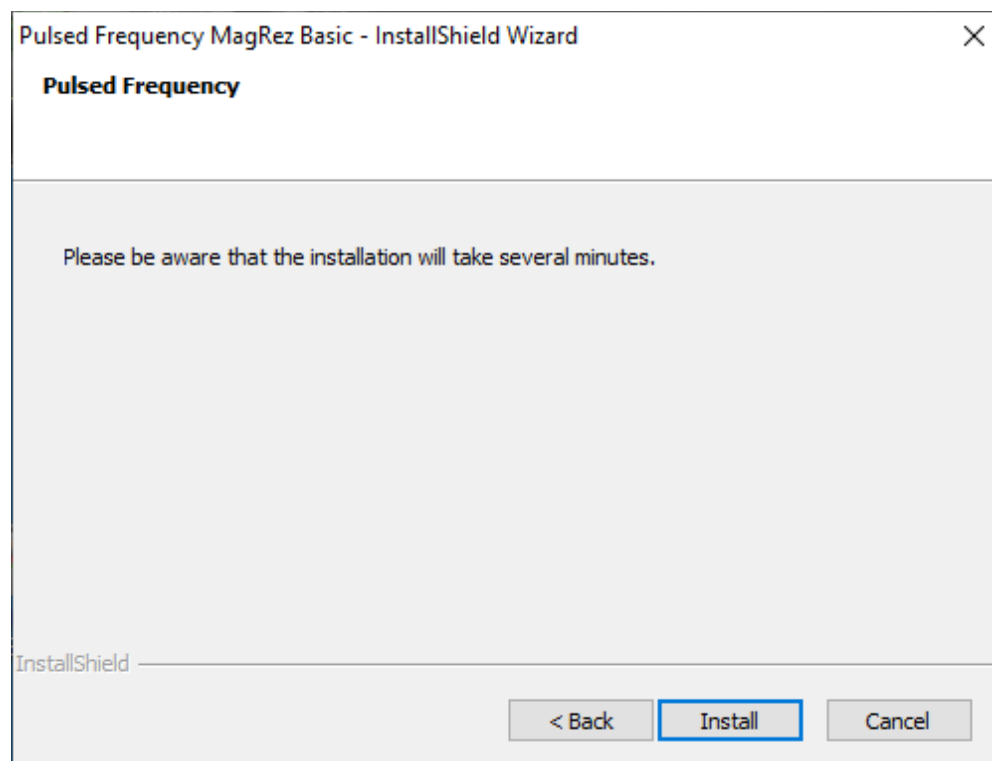 Pulsed Frequency MagRez Basic - InstallShield Wizard
Pulsed Frequency
Please be aware that the installation will take several minutes.
InstallShield
< Back
Install
Cancel